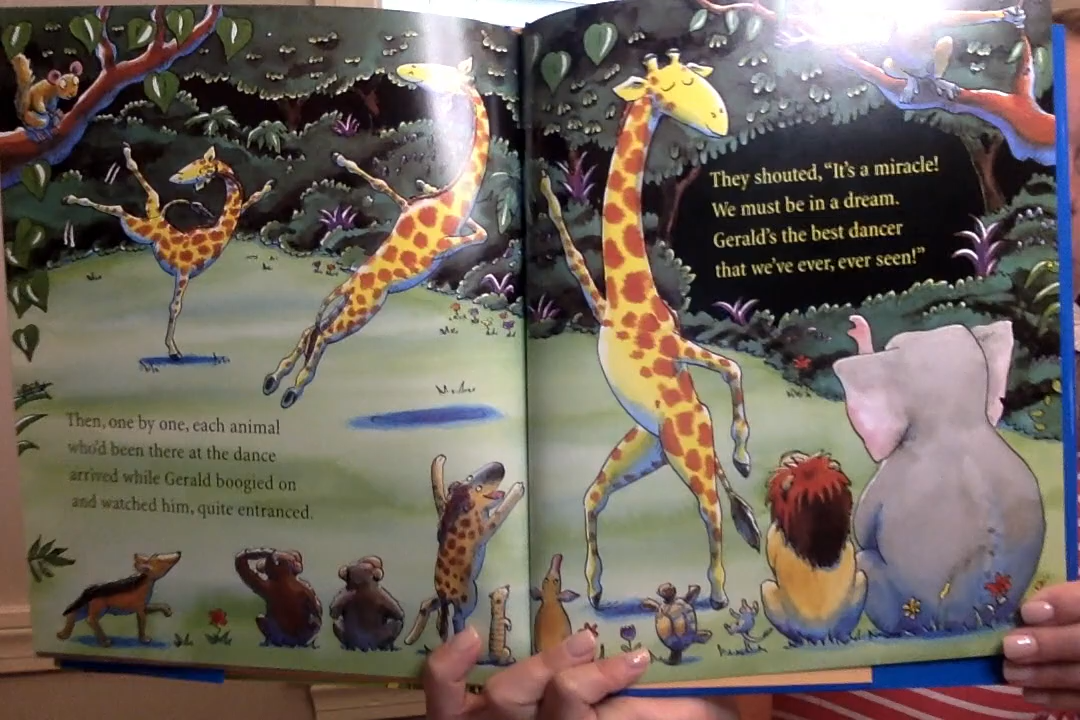 Then, one by one, each animal
who'd been there at the dance
arrived while Gerald boogied on
and watched him, quite entranced.
They shouted, "It's a miracle!
We must be in a dream.
Gerald's the best dancer
that we've ever, ever seen!"